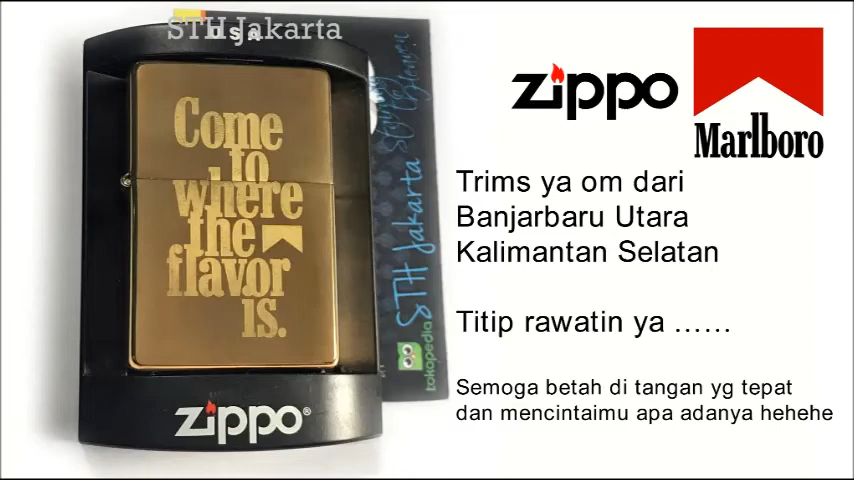 STH Jakarta
USA
Come
to
where
the
flavor
is.
zippo®
STH Jakarta
tokopedia
zippo
Marlboro
Trims ya om dari
Banjarbaru Utara
Kalimantan Selatan
Titip rawatin ya ......
Semoga betah di tangan yg tepat
dan mencintaimu apa adanya hehehe